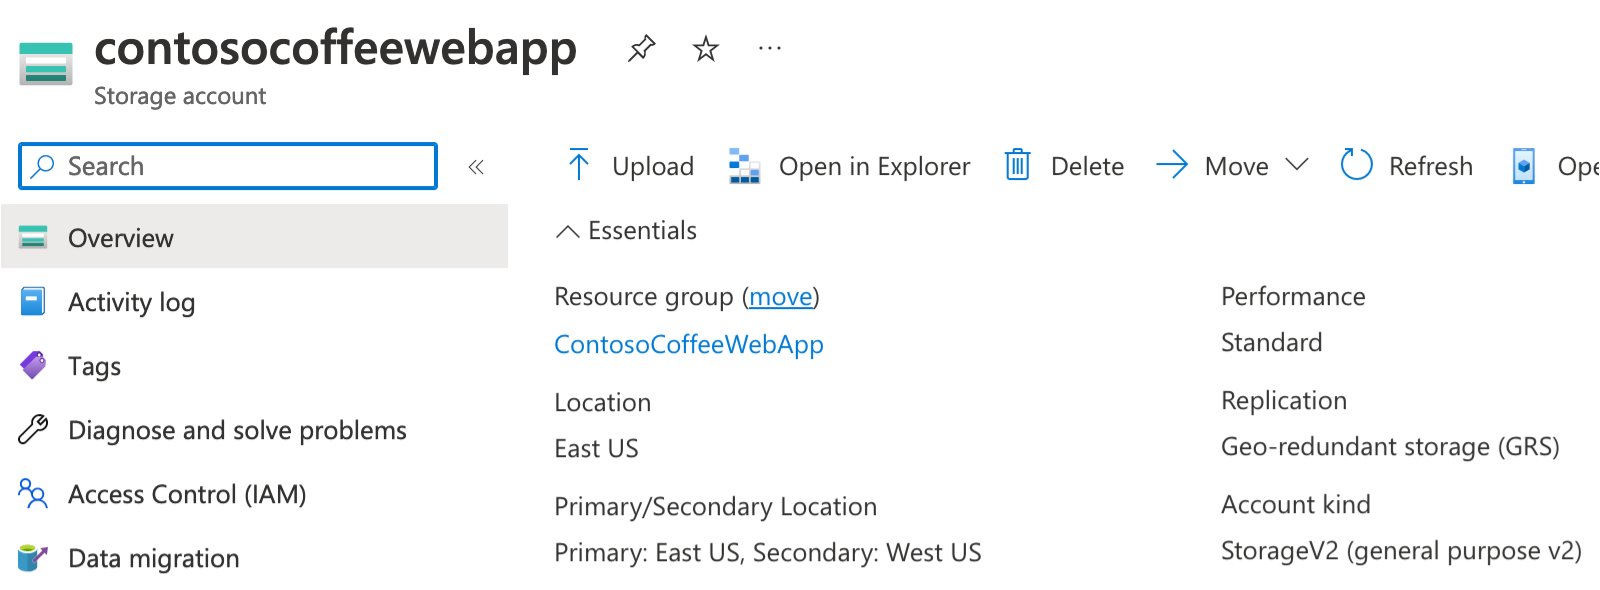 contosocoffeewebapp
Storage account
Search
Upload
Open in Explorer
Delete
Move
Refresh
Ope
Overview
Activity log
Tags
Diagnose and solve problems
Access Control (IAM)
Data migration
Essentials
Resource group (move)
ContosoCoffeeWebApp
Location
East US
Primary/Secondary Location
Primary: East US, Secondary: West US
Performance
Standard
Replication
Geo-redundant storage (GRS)
Account kind
StorageV2 (general purpose v2)